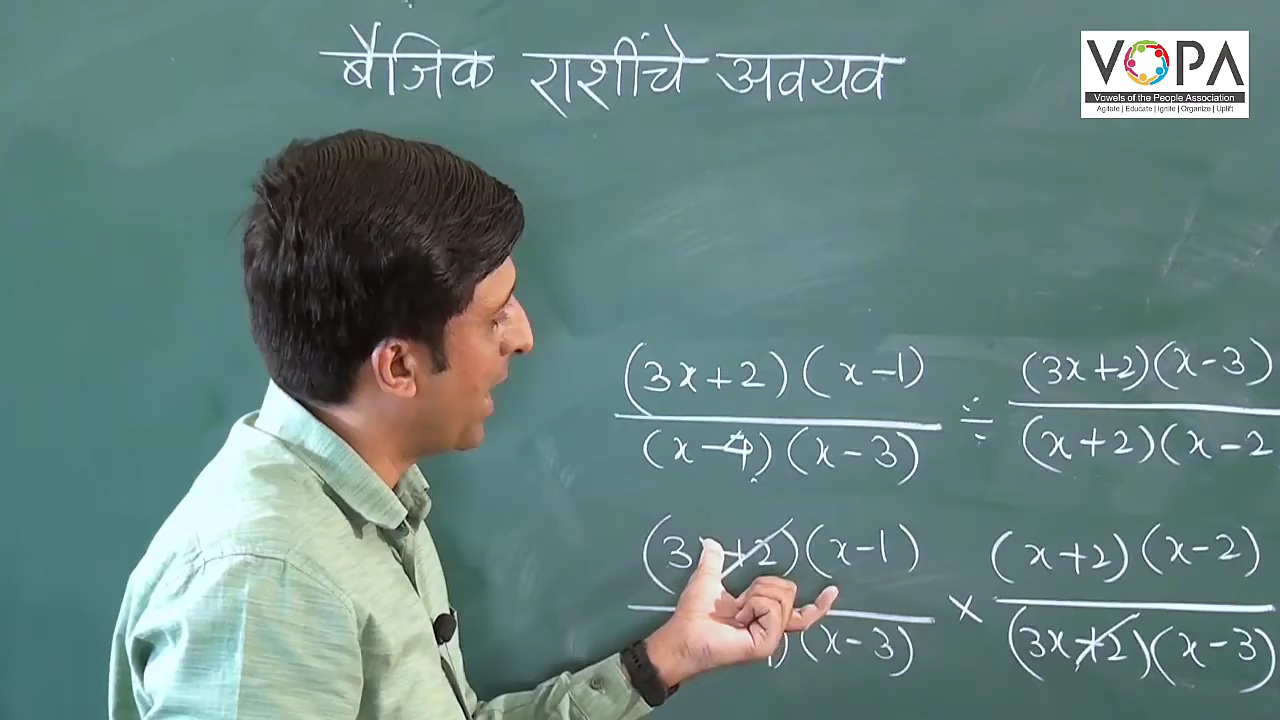 बैजिक राशींचे अवयव
VOPA
Vowels of the People Association
Agitate | Educate | Ignite | Organize | Uplift
(3x+2)(x-1) ÷ (3x+2)(x-3)
(x-4)(x-3) (x+2)(x-2
(3x+2)(x-1) × (x+2)(x-2)
(x-3) (3x+2)(x-3)